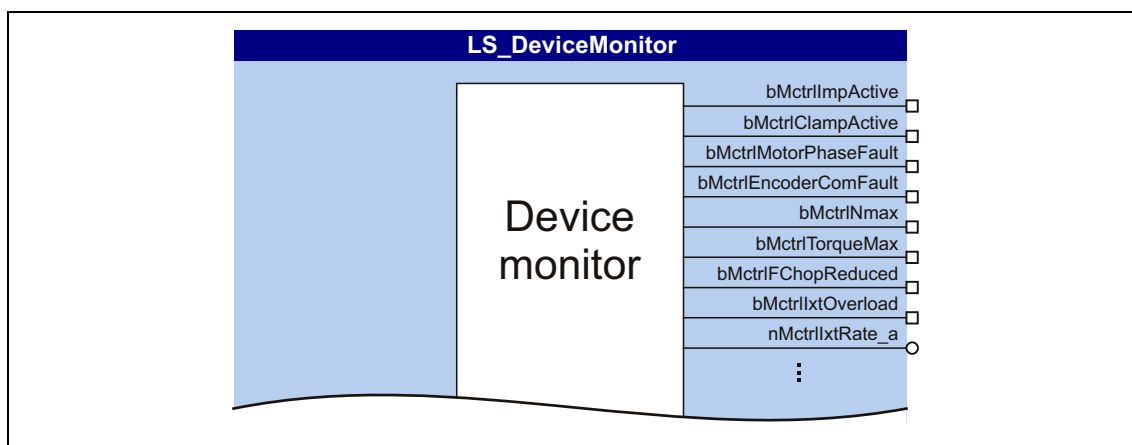 LS_DeviceMonitor
bMctrlImpActive
bMctrlClampActive
bMctrlMotorPhaseFault
bMctrlEncoderComFault
bMctrlNmax
bMctrlTorqueMax
bMctrlFChopReduced
bMctrlIxtOverload
nMctrlIxtRate_a
Device
monitor